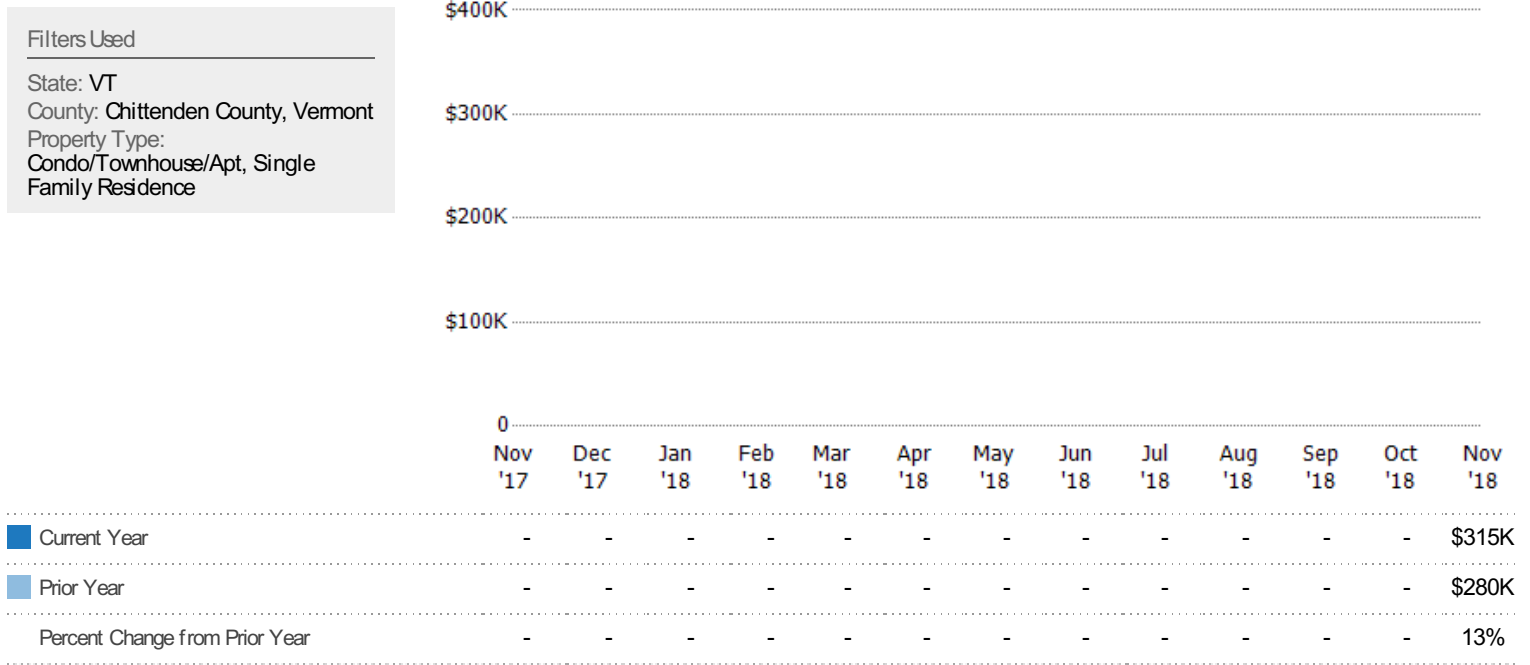 Filters Used
State: VT
County: Chittenden County, Vermont
Property Type:
Condo/Townhouse/Apt, Single
Family Residence
$400K
$300K
$200K
$100K
0
Nov Dec Jan Feb Mar Apr May Jun Jul Aug Sep Oct Nov
'17 '17 '18 '18 '18 '18 '18 '18 '18 '18 '18 '18 '18
Current Year - - - - - - - - - - - - $315K
Prior Year - - - - - - - - - - - - $280K
Percent Change from Prior Year - - - - - - - - - - - - 13%